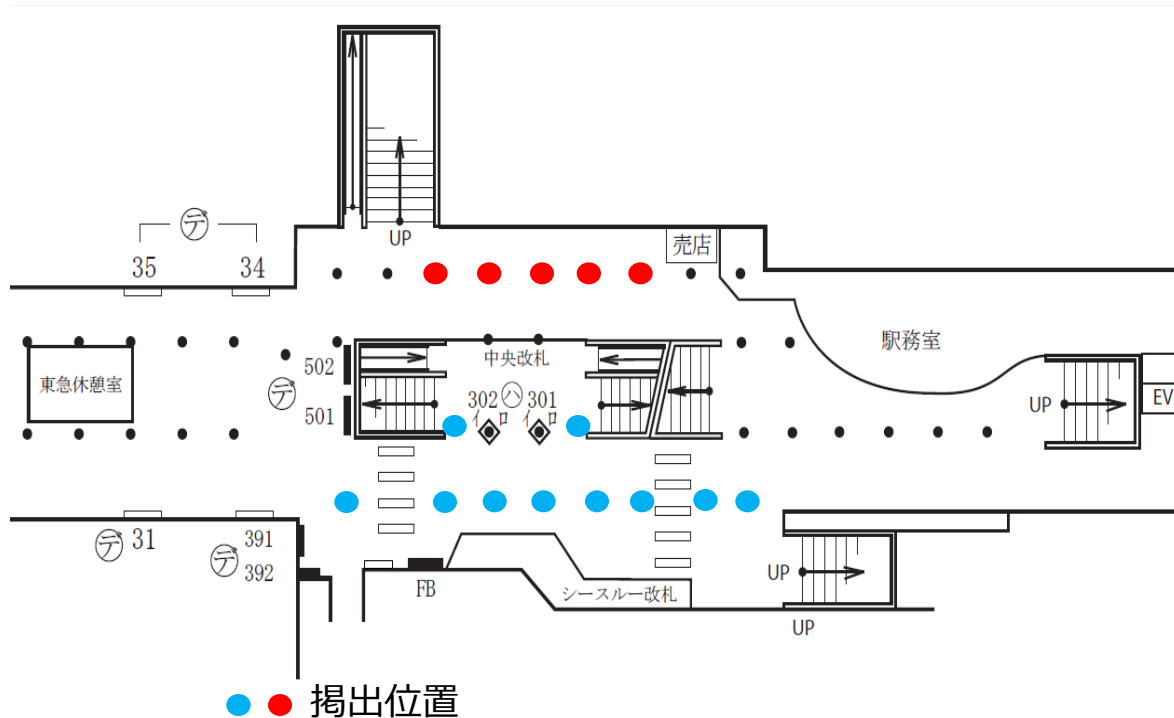 UP
売店
デ
35
34
駅務室
中央改札
502
東急休憩室
デ
302
ハ
301
501
イ
ロ
イ
ロ
UP
EV
デ
31
デ
391
392
FB
シースルー改札
UP
UP
掲出位置